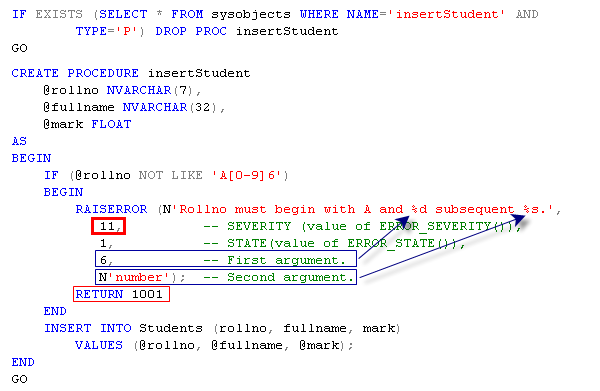 IF EXISTS (SELECT * FROM sysobjects WHERE NAME='insertStudent' AND
TYPE='P') DROP PROC insertStudent
GO
CREATE PROCEDURE insertStudent
@rollno NVARCHAR(7),
@fullname NVARCHAR(32),
@mark FLOAT
AS
BEGIN
IF (@rollno NOT LIKE 'A[0-9]6')
BEGIN
RAISERROR (N'Rollno must begin with A and %d subsequent %s.',
11, -- SEVERITY (value of ERROR_SEVERITY()),
1, -- STATE(value of ERROR_STATE()),
6, -- First argument.
N'number'); -- Second argument.
RETURN 1001
END
INSERT INTO Students (rollno, fullname, mark)
VALUES (@rollno, @fullname, @mark);
END
GO